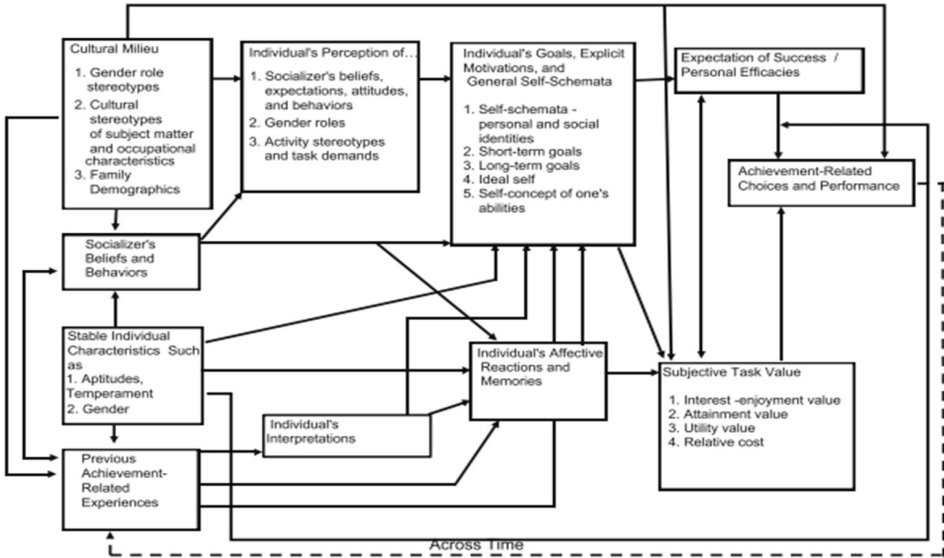 Cultural Milieu
1. Gender role
stereotypes
2. Cultural
stereotypes
of subject matter
and occupational
characteristics
3. Family
Demographics
Individual's Perception of...
1. Socializer's beliefs,
expectations, attitudes,
and behaviors
2. Gender roles
3. Activity stereotypes
and task demands
Individual's Goals, Explicit
Motivations, and
General Self-Schemata
1. Self-schemata -
personal and social
identities
2. Short-term goals
3. Long-term goals
4. Ideal self
5. Self-concept of one's
abilities
Expectation of Success /
Personal Efficacies
Achievement-Related
Choices and Performance
Socializer's
Beliefs and
Behaviors
Stable Individual
Characteristics Such
as
1. Aptitudes,
Temperament
2. Gender
Individual's Affective
Reactions and
Memories
Subjective Task Value
1. Interest -enjoyment value
2. Attainment value
3. Utility value
4. Relative cost
Individual's
Interpretations
Previous
Achievement-
Related
Experiences
Across Time